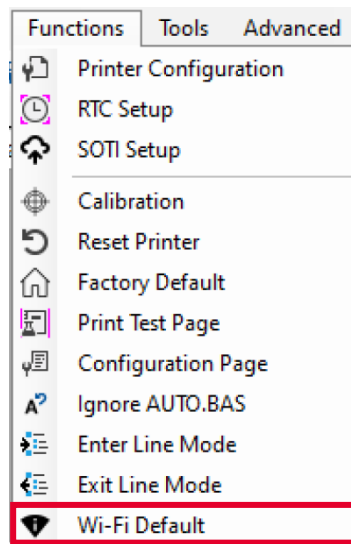 Functions Tools Advanced
Printer Configuration
RTC Setup
SOTI Setup
Calibration
Reset Printer
Factory Default
Print Test Page
Configuration Page
Ignore AUTO.BAS
Enter Line Mode
Exit Line Mode
Wi-Fi Default